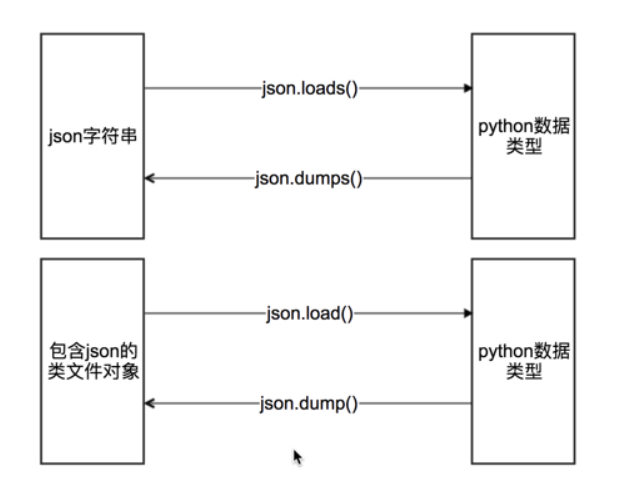 json.loads()
json字符串
python数据
类型
json.dumps()
json.load()
包含json的
类文件对象
python数据
类型
json.dump()